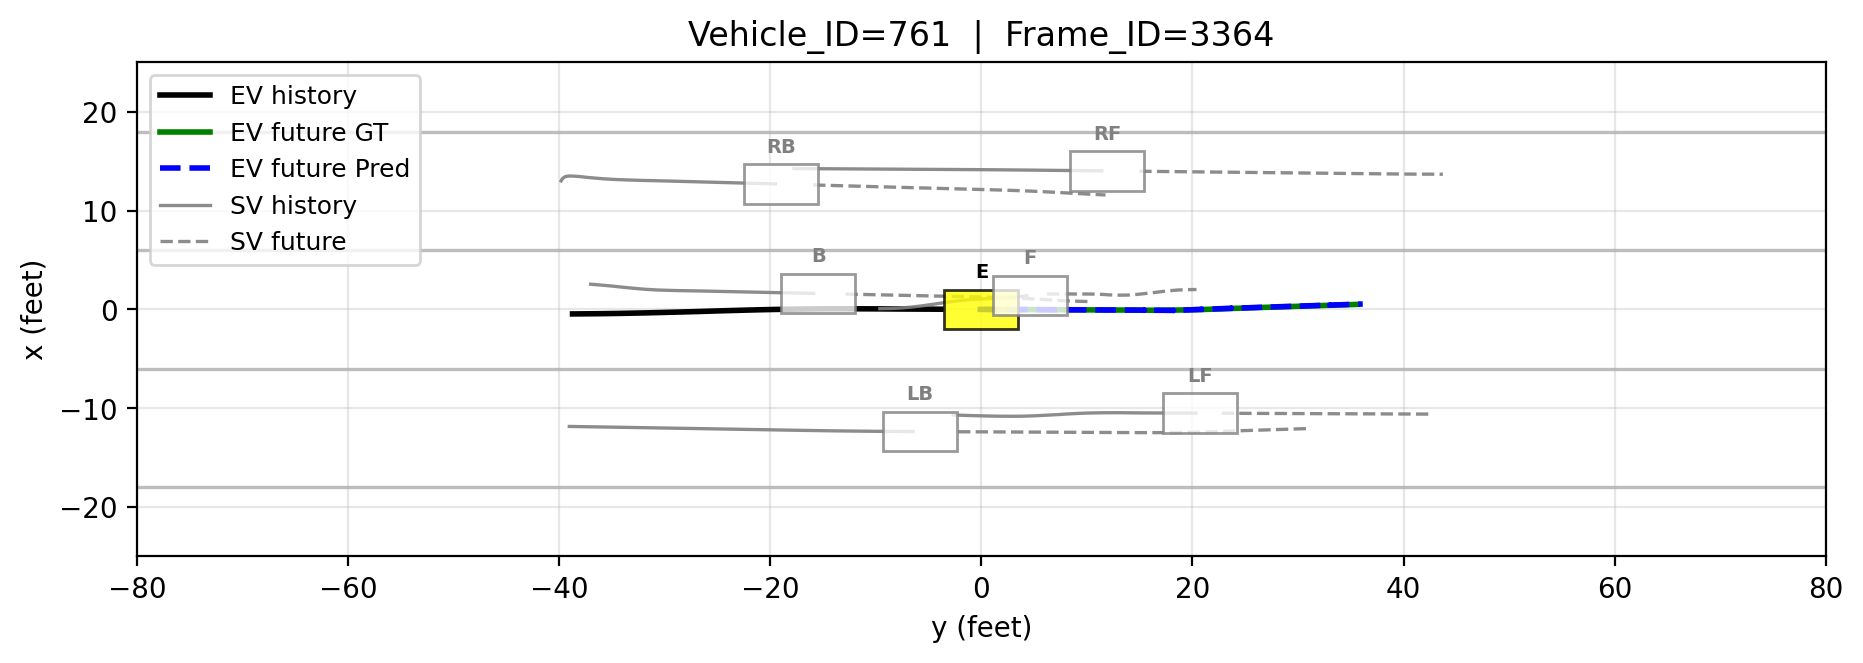 Vehicle_ID=761 | Frame_ID=3364
EV history
EV future GT
EV future Pred
SV history
SV future
RB
RF
B
E
F
LB
LF
20
10
0
−10
−20
x (feet)
−80
−60
−40
−20
0
20
40
60
80
y (feet)